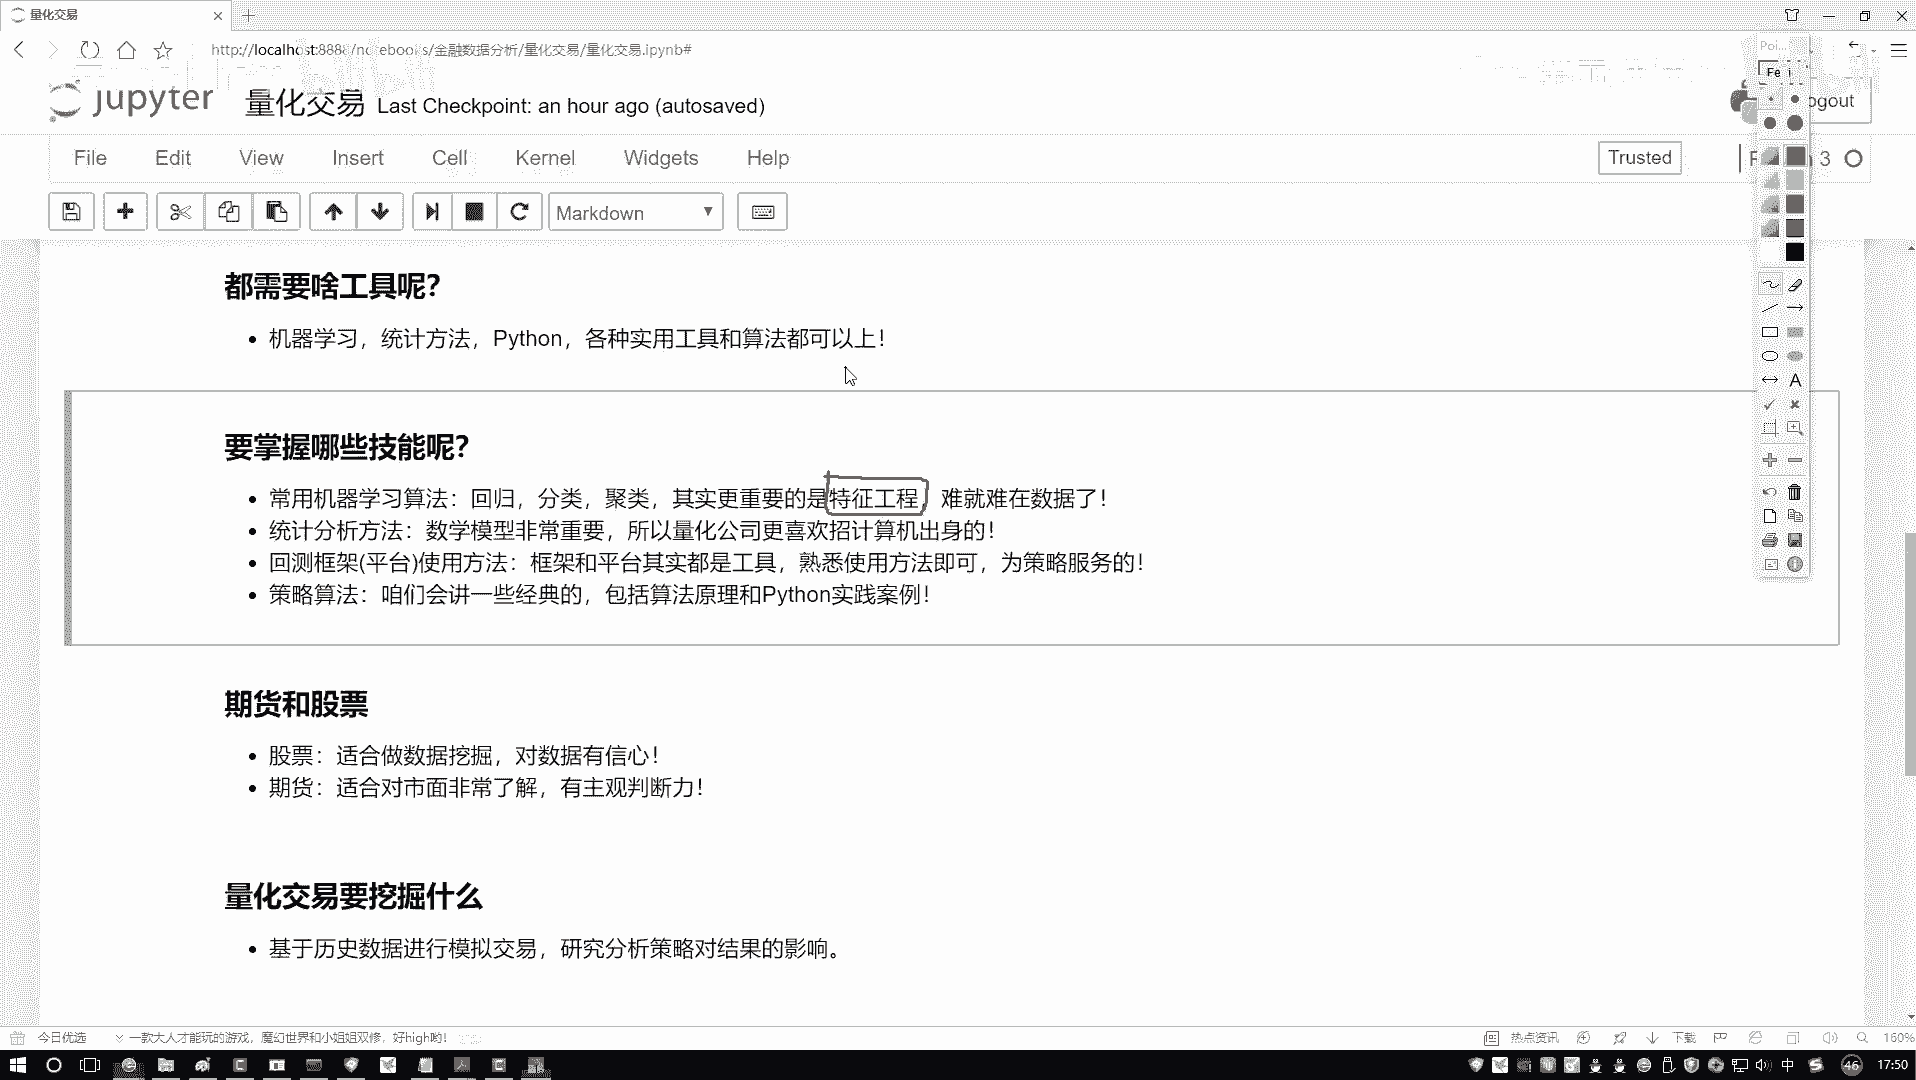 量化交易
http://localhost:8888/notebooks/金融数据分析/量化交易/量化交易.ipynb#
Poi...
Fe
jupyter 量化交易 Last Checkpoint: an hour ago (autosaved)
ogout
File Edit View Insert Cell Kernel Widgets Help
Trusted
3
Markdown
都需要啥工具呢？
• 机器学习，统计方法，Python，各种实用工具和算法都可以上！
要掌握哪些技能呢？
• 常用机器学习算法：回归，分类，聚类，其实更重要的是特征工程，难就难在数据了！
• 统计分析方法：数学模型非常重要，所以量化公司更喜欢招计算机出身的！
• 回测框架(平台)使用方法：框架和平台其实都是工具，熟悉使用方法即可，为策略服务的！
• 策略算法：咱们会讲一些经典的，包括算法原理和Python实践案例！
期货和股票
• 股票：适合做数据挖掘，对数据有信心！
• 期货：适合对市面非常了解，有主观判断力！
量化交易要挖掘什么
• 基于历史数据进行模拟交易，研究分析策略对结果的影响。
今日优选 一款大人才能玩的游戏，魔幻世界和小姐姐双修，好high哟！ 热点资讯 下载 160%
中 46 17:50